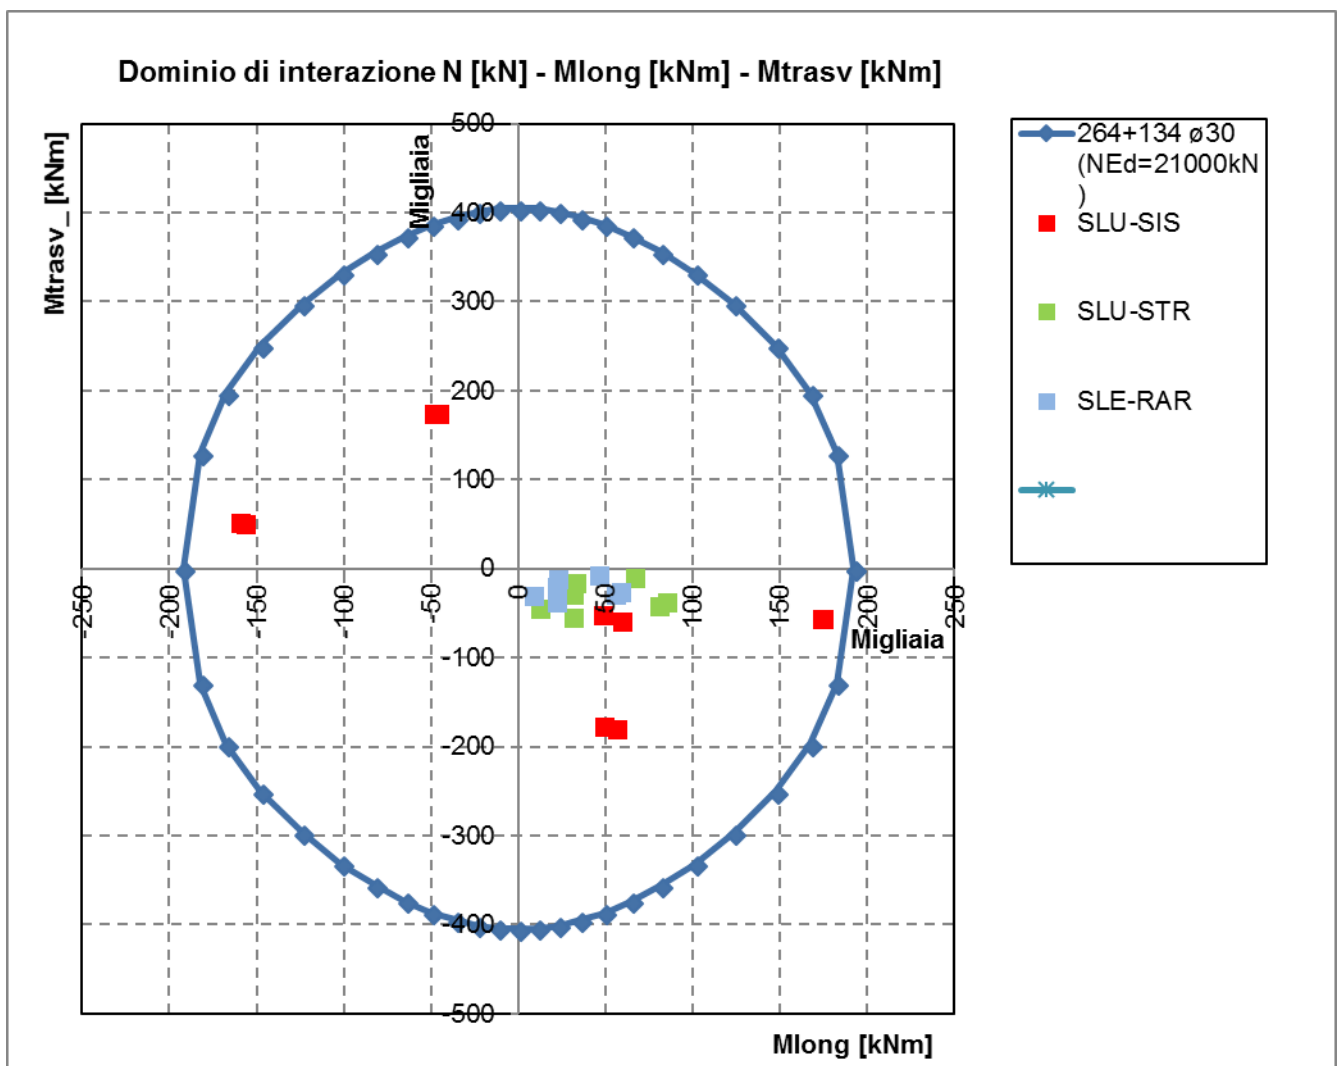 Dominio di interazione N [kN] - Mlong [kNm] - Mtrasv [kNm]
Mtrasv_ [kNm]
Migliaia
500
400
300
200
100
0
-100
-200
-300
-400
-500
-250
-200
-150
-100
-50
0
50
100
150
200
250
Migliaia
Mlong [kNm]
264+134 ø30
(NEd=21000kN
)
SLU-SIS
SLU-STR
SLE-RAR